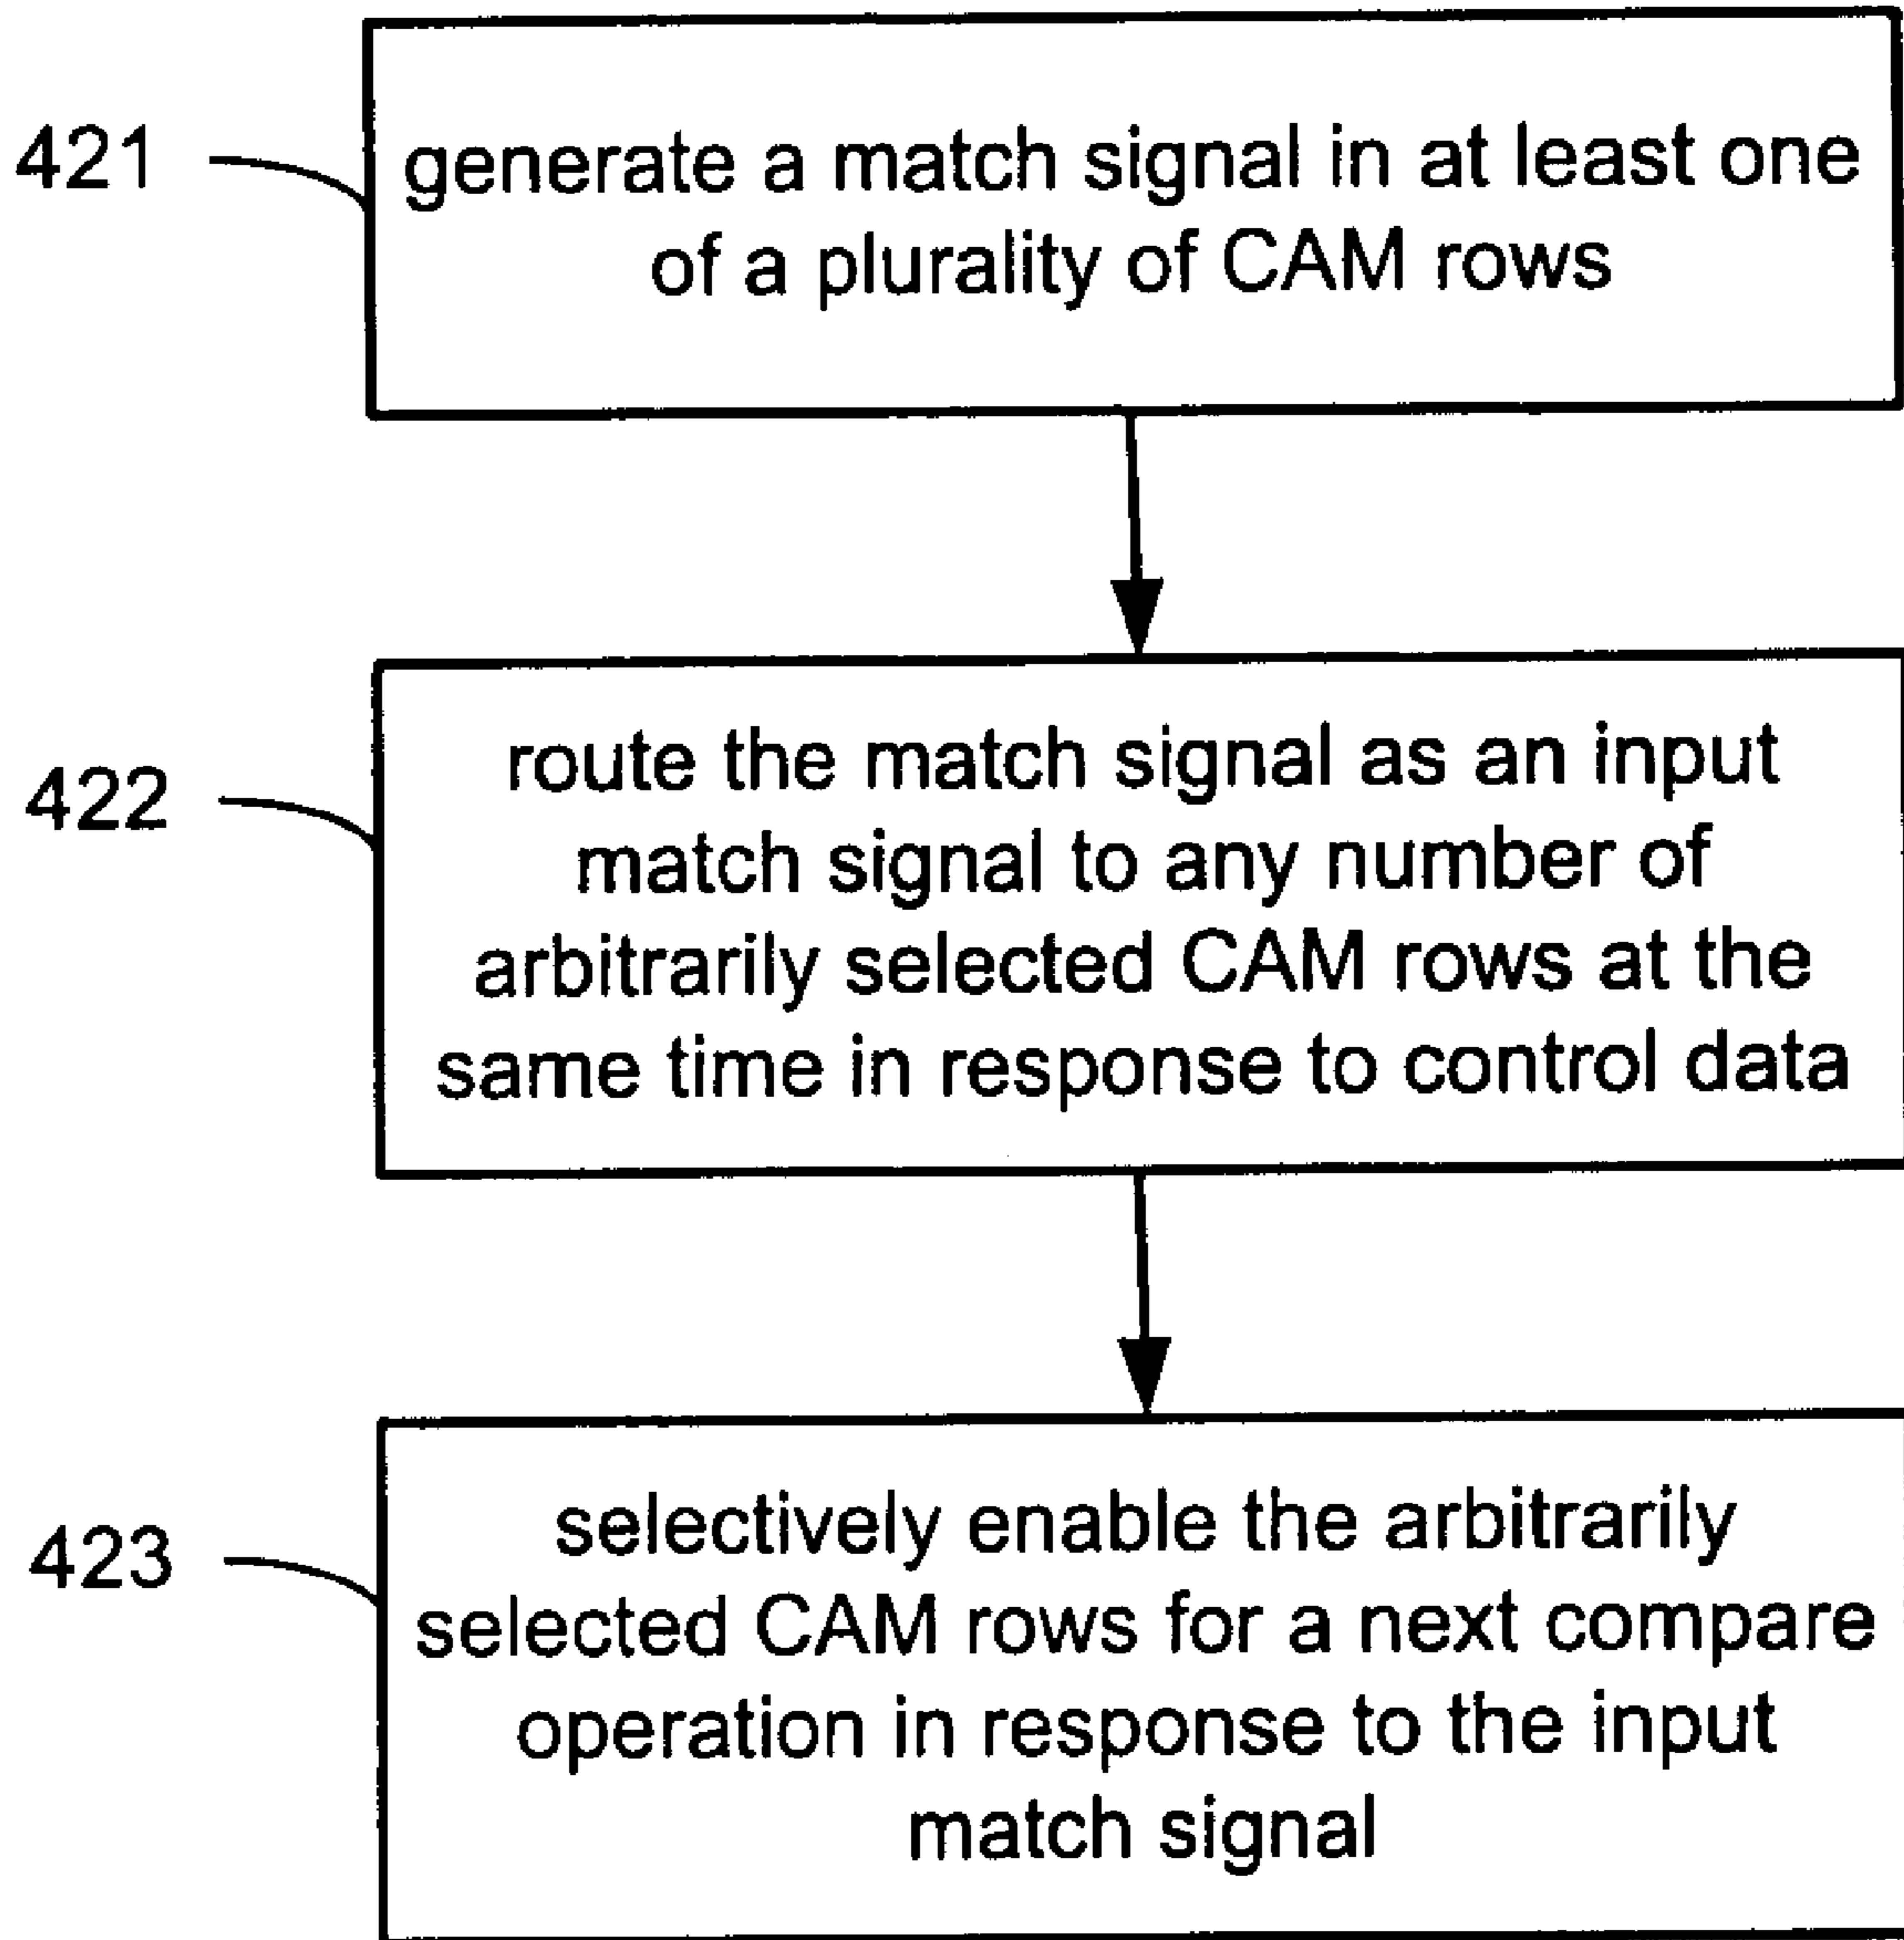 421
generate a match signal in at least one
of a plurality of CAM rows
422
route the match signal as an input
match signal to any number of
arbitrarily selected CAM rows at the
same time in response to control data
423
selectively enable the arbitrarily
selected CAM rows for a next compare
operation in response to the input
match signal